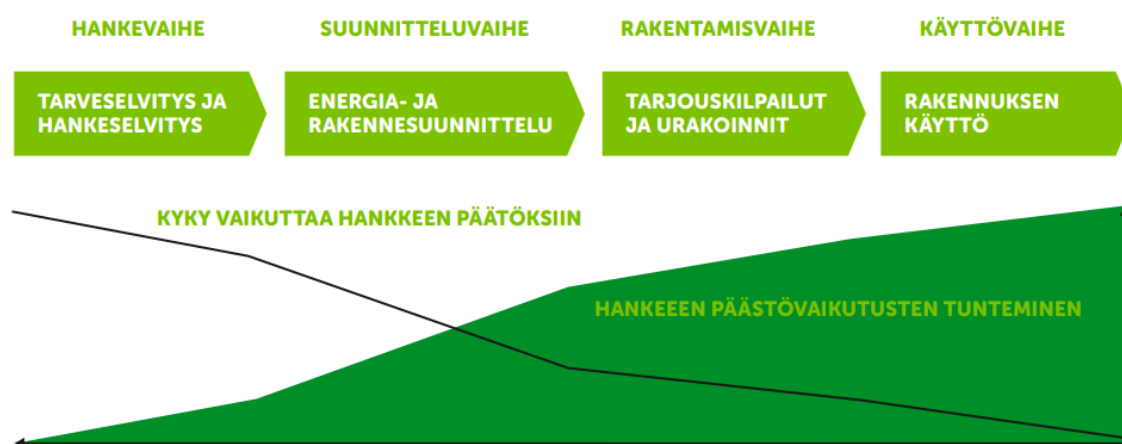 HANKEVAIHE
SUUNNITTELUVAIHE
RAKENTAMISVAIHE
KÄYTTÖVAIHE
TARVESELVITYS JA
HANKESELVITYS
ENERGIA- JA
RAKENNESUUNNITTELU
TARJOUSKILPAILUT
JA URAKOINNIT
RAKENNUKSEN
KÄYTTÖ
KYKY VAIKUTTAA HANKKEEN PÄÄTÖKSIIN
HANKEEEN PÄÄSTÖVAIKUTUSTEN TUNTEMINEN